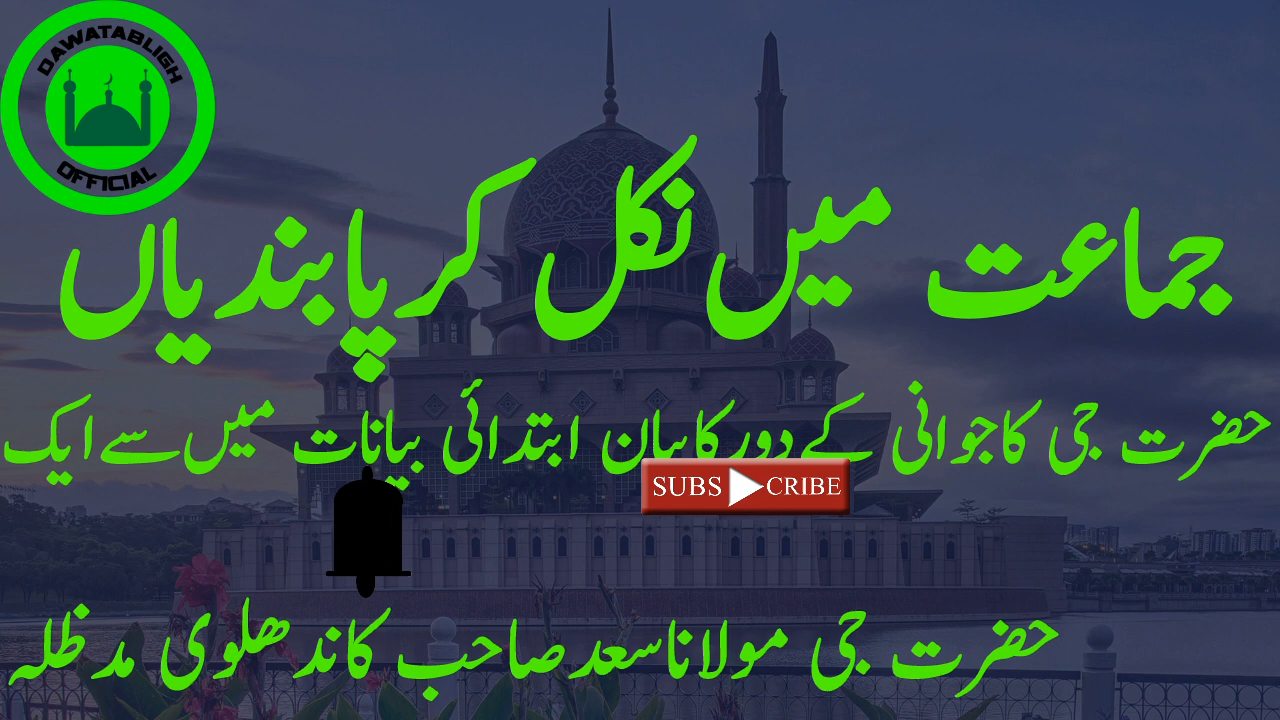 DAWATABLIGH
OFFICIAL
جماعت میں نکل کر پابندیاں
حضرت جی کا جوانی کے دور کا بیان ابتدائی بیانات میں سے ایک
SUBSCRIBE
حضرت جی مولانا سعد صاحب کاندھلوی مدظلہ